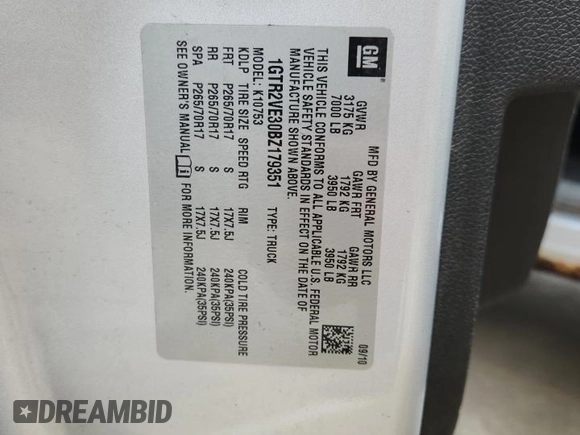 GM
®
MFD BY GENERAL MOTORS LLC
09/10
GVWR GAWR FRT GAWR RR
3175 KG 1792 KG 1792 KG
7000 LB 3950 LB 3950 LB
THIS VEHICLE CONFORMS TO ALL APPLICABLE U.S. FEDERAL MOTOR
VEHICLE SAFETY STANDARDS IN EFFECT ON THE DATE OF
MANUFACTURE SHOWN ABOVE.
1GTR2VE30BZ179351 TYPE: TRUCK
MODEL: K10753
KDLP TIRE SIZE SPEED RTG RIM COLD TIRE PRESSURE
FRT P265/70R17 S 17X7.5J 240KPA(35PSI)
RR P265/70R17 S 17X7.5J 240KPA(35PSI)
SPA P265/70R17 S 17X7.5J 240KPA(35PSI)
SEE OWNER'S MANUAL i FOR MORE INFORMATION.
DREAMBID